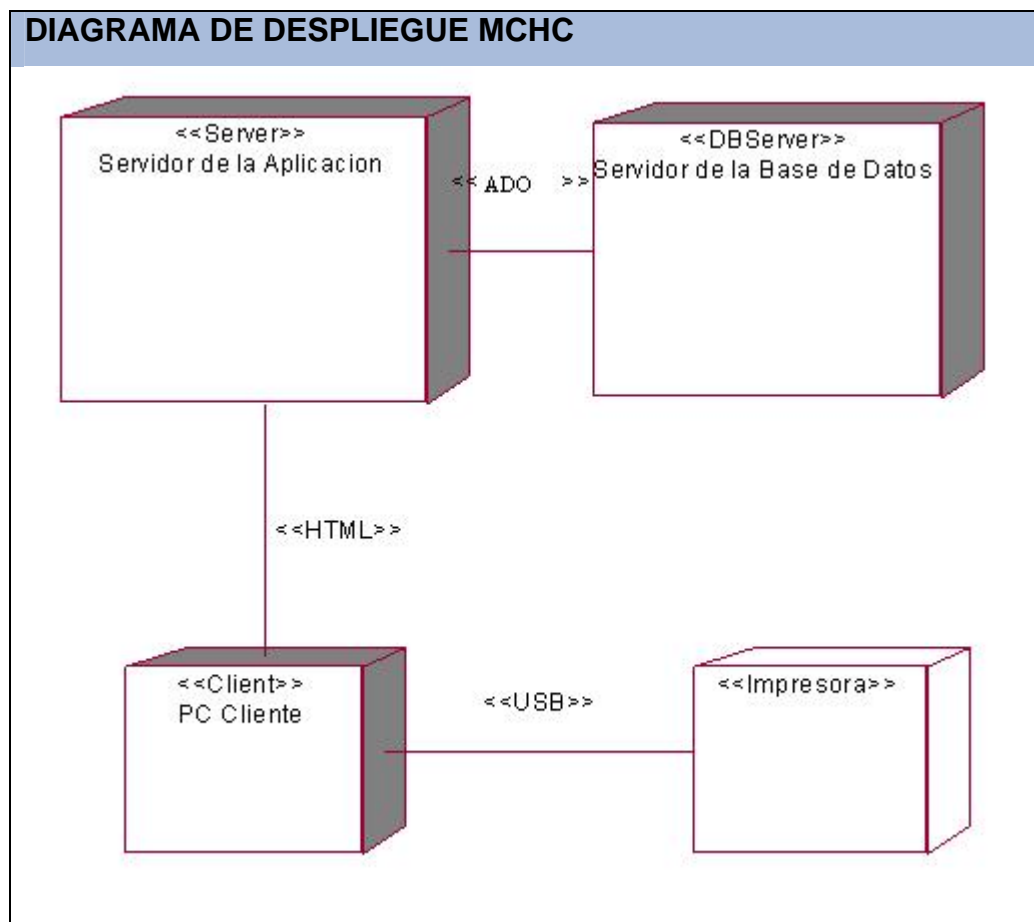 DIAGRAMA DE DESPLIEGUE MCHC
<<Server>>
Servidor de la Aplicacion
<< ADO >>
<<DBServer>>
Servidor de la Base de Datos
<<HTML>>
<<Client>>
PC Cliente
<<USB>>
<<Impresora>>